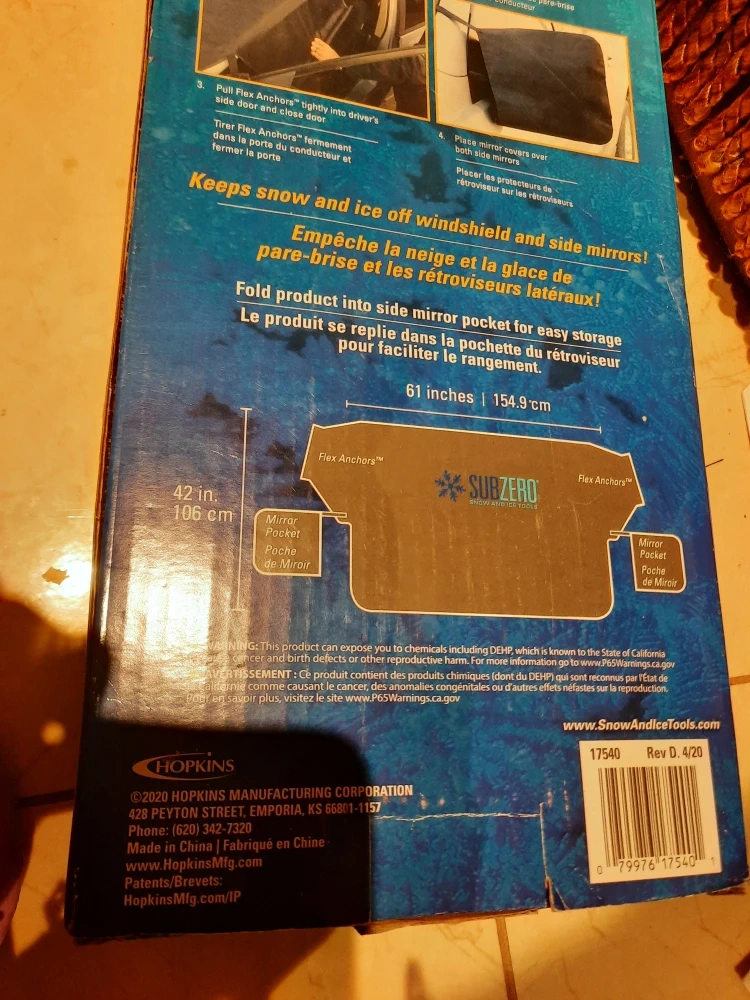 pare-brise
conducteur
3. Pull Flex Anchors™ tightly into driver's
side door and close door
Tirer Flex Anchors™ fermement
dans la porte du conducteur et
fermer la porte
4. Place mirror covers over
both side mirrors
Placer les protecteurs de
rétroviseur sur les rétroviseurs
Keeps snow and ice off windshield and side mirrors!
Empêche la neige et la glace de
pare-brise et les rétroviseurs latéraux!
Fold product into side mirror pocket for easy storage
Le produit se replie dans la pochette du rétroviseur
pour faciliter le rangement.
61 inches | 154.9 cm
Flex Anchors™
Flex Anchors™
SUBZERO
SNOW AND ICE TOOLS
42 in.
106 cm
Mirror
Pocket
Poche
de Miroir
Mirror
Pocket
Poche
de Miroir
WARNING: This product can expose you to chemicals including DEHP, which is known to the State of California
cancer and birth defects or other reproductive harm. For more information go to www.P65Warnings.ca.gov
AVERTISSEMENT : Ce produit contient des produits chimiques (dont du DEHP) qui sont reconnus par l'État de
Californie comme causant le cancer, des anomalies congénitales ou d'autres effets néfastes sur la reproduction.
Pour en savoir plus, visitez le site www.P65Warnings.ca.gov
www.SnowAndIceTools.com
17540 Rev D. 4/20
HOPKINS
©2020 HOPKINS MANUFACTURING CORPORATION
428 PEYTON STREET, EMPORIA, KS 66801-1157
Phone: (620) 342-7320
Made in China | Fabriqué en Chine
www.HopkinsMfg.com
Patents/Brevets:
HopkinsMfg.com/IP
0 79976 17540 1